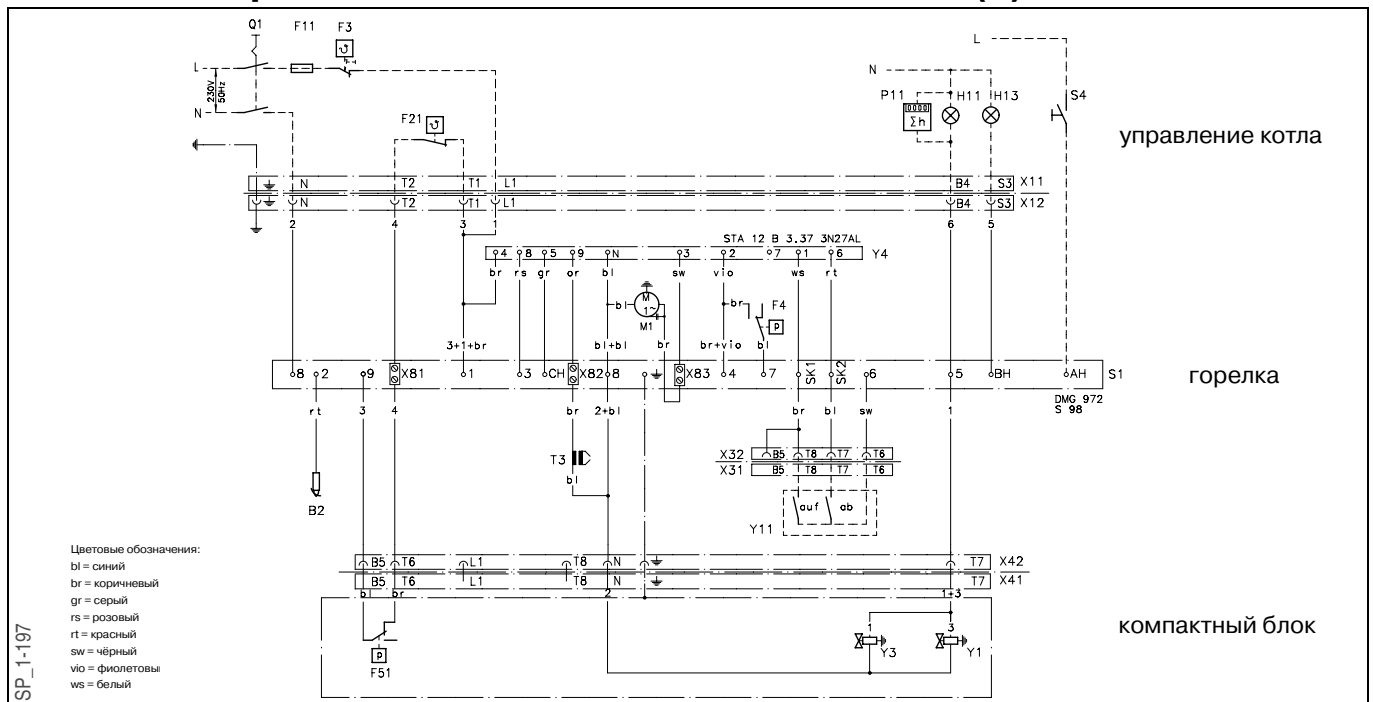 Q1 F11 F3
L
L
N
230V
50Hz
P11 H11 H13 S4
0000
Σh
F21
N
управление котла
N T2 T1 L1 B4 S3 X11
N T2 T1 L1 B4 S3 X12
2 4 3 1 6 5
STA 12 B 3.37 3N27AL
4 8 5 9 N 3 2 7 1 6 Y4
br rs gr or bl sw vio ws rt
bl M 1~ M1 br F4 P
3+1+br bl+bl br br+vio bl
8 2 9 X81 1 3 CH X82 8 X83 4 7 SK1 SK2 6 5 BH AH S1
горелка
DMG 972
S 98
rt 3 4 br 2+bl br bl sw 1
X32 B5 T8 T7 T6
X31 B5 T8 T7 T6
T3
bl
auf ab
Y11
B2
Цветовые обозначения:
bl = синий
br = коричневый
gr = серый
rs = розовый
rt = красный
sw = чёрный
vio = фиолетовы
ws = белый
B5 T6 L1 T8 N T7 X42
B5 T6 L1 T8 N T7 X41
bl br 2 1+3
компактный блок
1 3
Y3 Y1
P
F51
SP_1-197